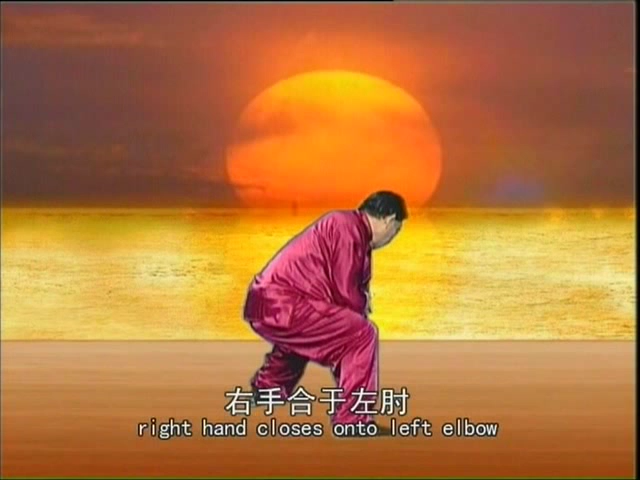 右手合于左肘
right hand closes onto left elbow